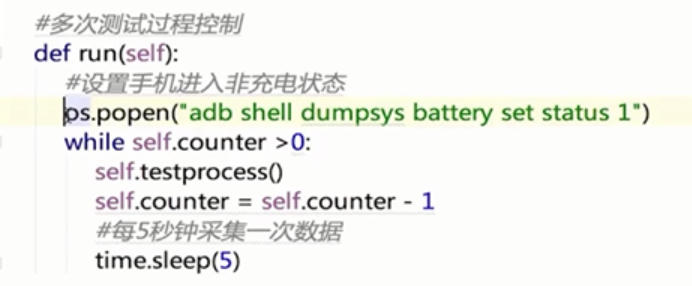 #多次测试过程控制
def run(self):
#设置手机进入非充电状态
os.popen("adb shell dumpsys battery set status 1")
while self.counter >0:
self.testprocess()
self.counter = self.counter - 1
#每5秒钟采集一次数据
time.sleep(5)